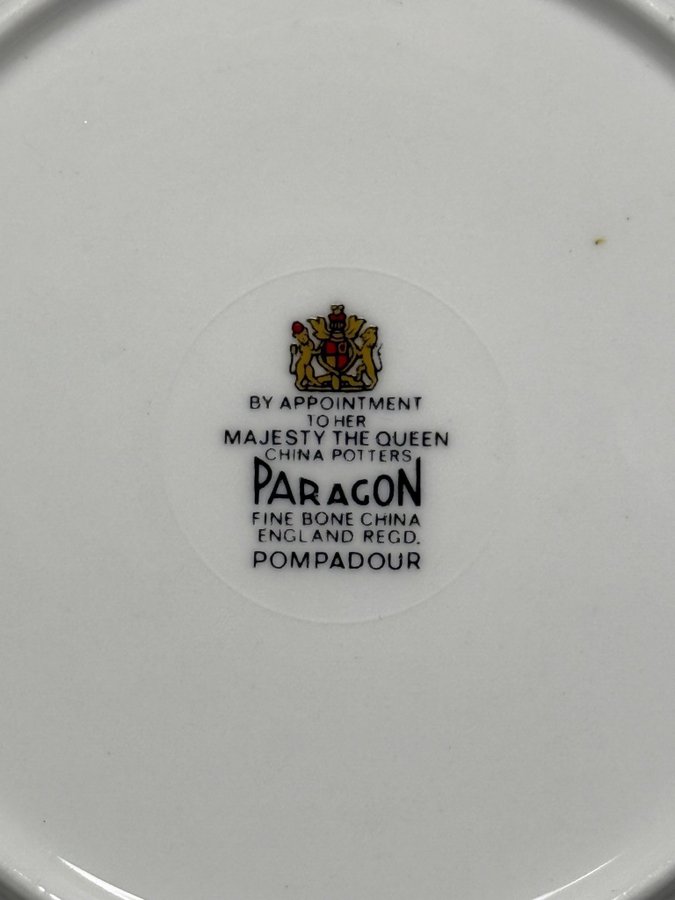 BY APPOINTMENT
TO HER
MAJESTY THE QUEEN
CHINA POTTERS
PARAGON
FINE BONE CHINA
ENGLAND REGD.
POMPADOUR